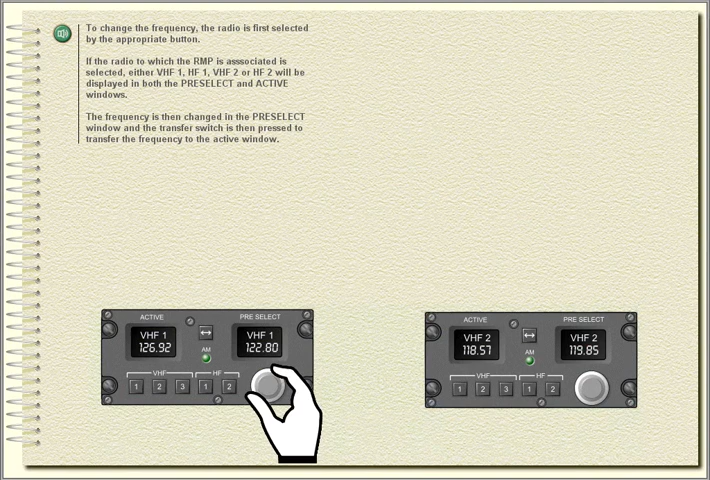 To change the frequency, the radio is first selected
by the appropriate button.
If the radio to which the RMP is asssociated is
selected, either VHF 1, HF 1, VHF 2 or HF 2 will be
displayed in both the PRESELECT and ACTIVE
windows.
The frequency is then changed in the PRESELECT
window and the transfer switch is then pressed to
transfer the frequency to the active window.
ACTIVE PRE SELECT
VHF 1 VHF 1
126.92 122.80
AM
VHF HF
1 2 3 1 2
ACTIVE PRE SELECT
VHF 2 VHF 2
118.57 119.85
AM
VHF HF
1 2 3 1 2